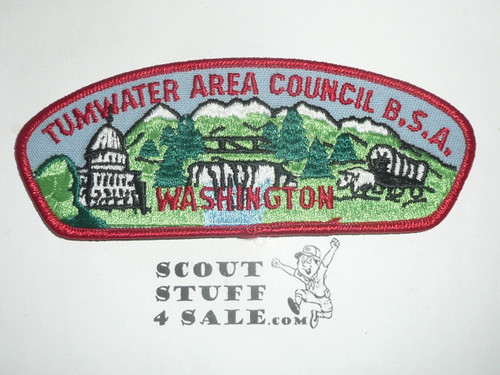 TUMWATER AREA COUNCIL B.S.A.
WASHINGTON
SCOUT
STUFF
4 SALE.com